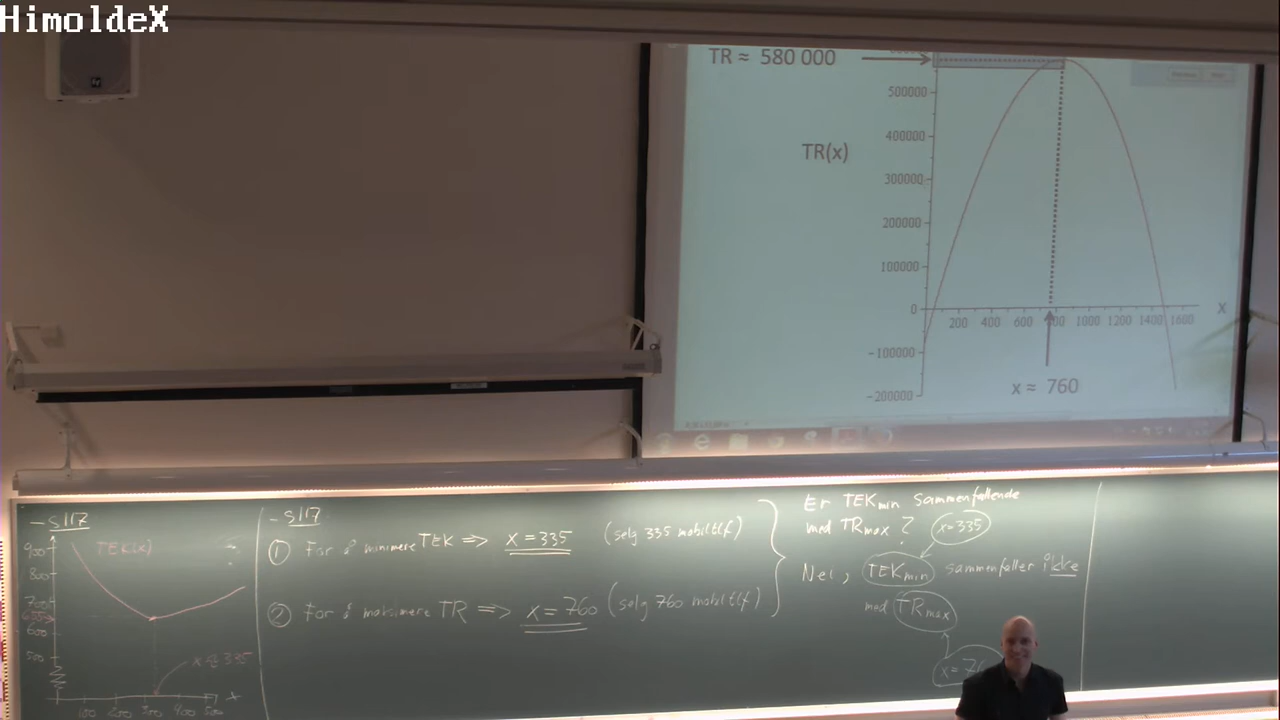 HimoldeX
TR ≈ 580 000
TR(x)
500000
400000
300000
200000
100000
0
-100000
-200000
200 400 600 800 1000 1200 1400 1600
x
x ≈ 760
- S117
TEK(x)
900
800
700
600
500
x ≈ 335
100 200 300 400 500
x
- S117
① For å minimere TEK => x = 335 (selg 335 mobiltlf)
② For å maksimere TR => x = 760 (selg 760 mobiltlf)
Er TEKmin sammenfallende
med TRmax ? x=335
Nei, TEKmin sammenfaller ikke
med TRmax